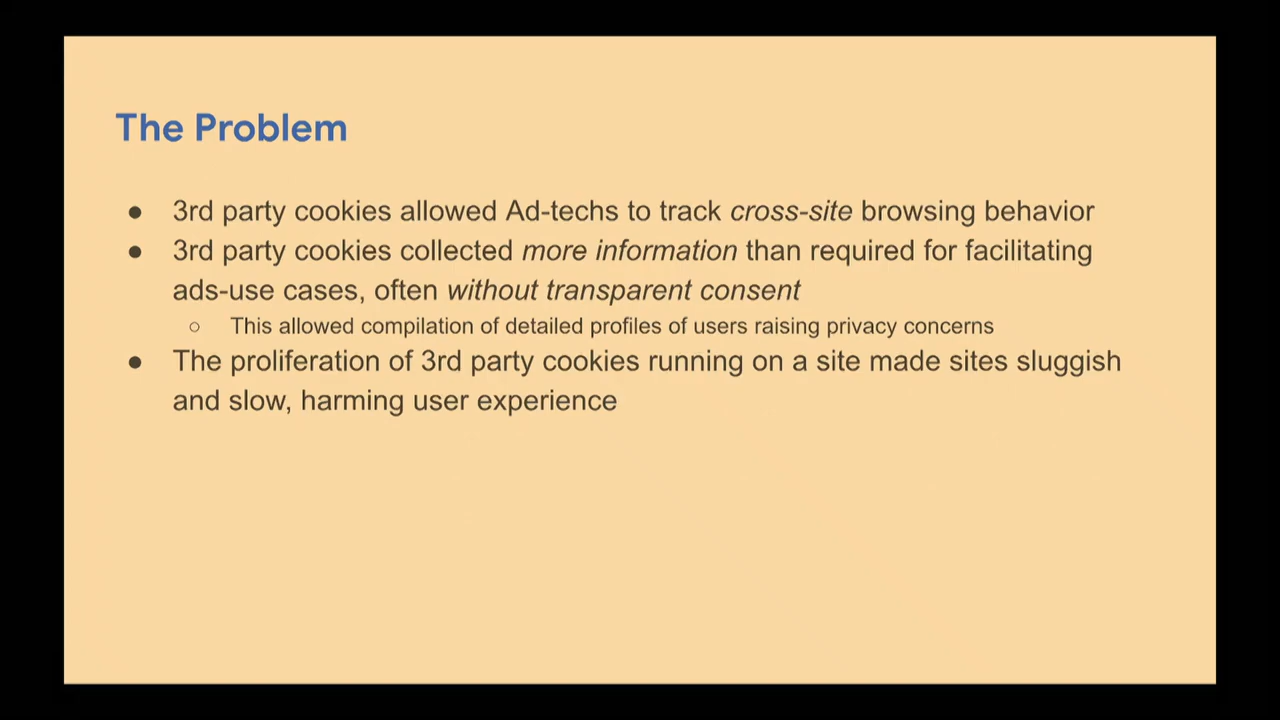 The Problem
● 3rd party cookies allowed Ad-techs to track cross-site browsing behavior
● 3rd party cookies collected more information than required for facilitating
ads-use cases, often without transparent consent
○ This allowed compilation of detailed profiles of users raising privacy concerns
● The proliferation of 3rd party cookies running on a site made sites sluggish
and slow, harming user experience